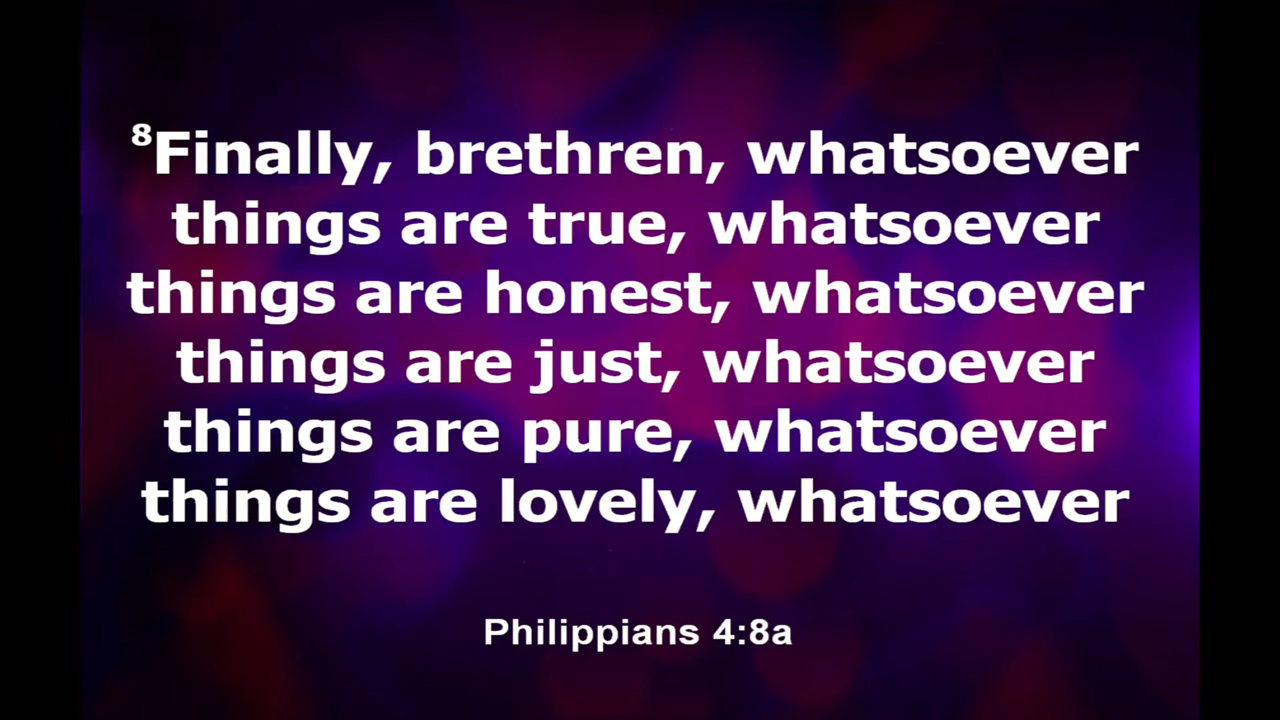 ⁸Finally, brethren, whatsoever
things are true, whatsoever
things are honest, whatsoever
things are just, whatsoever
things are pure, whatsoever
things are lovely, whatsoever
Philippians 4:8a